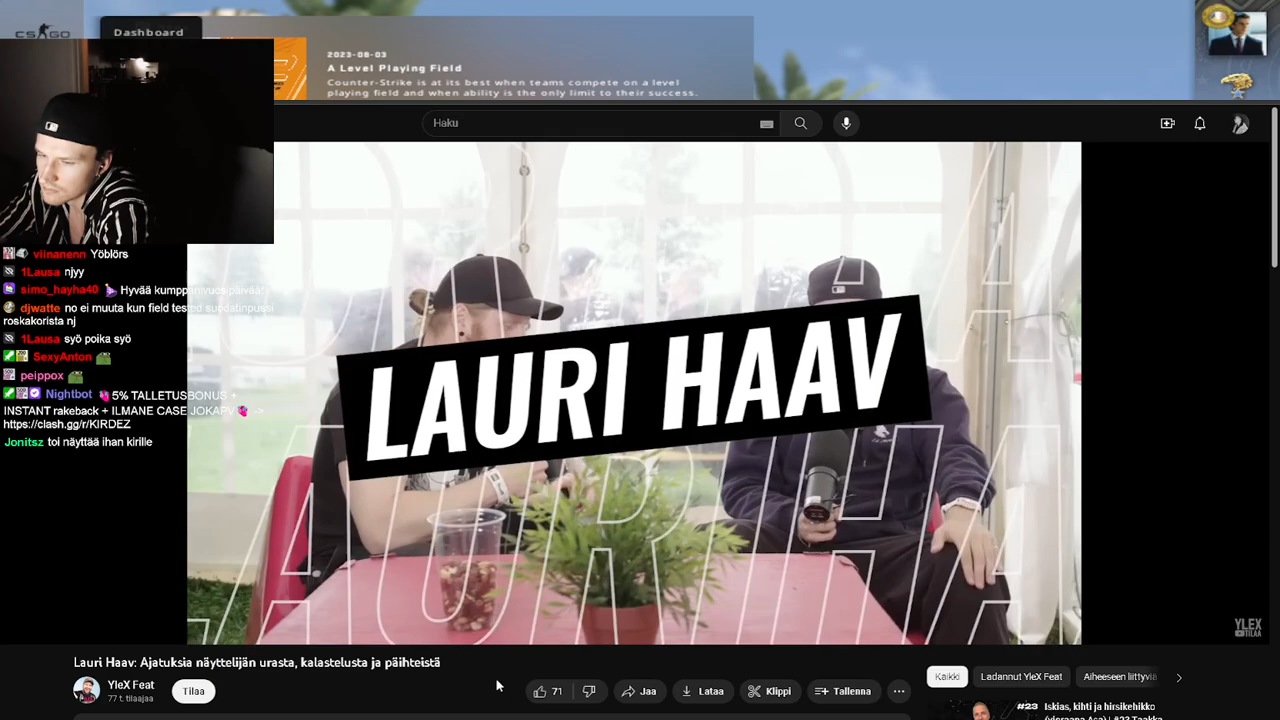 CS GO
Dashboard
2023-08-03
A Level Playing Field
Counter-Strike is at its best when teams compete on a level
playing field and when ability is the only limit to their success.
Haku
viinanenn Yöblörs
1Lausa njyy
simo_hayha40 Hyvää kumppanivuosipäivää!
djwatte no ei muuta kun field tested suodatinpussi
roskakorista nj
1Lausa syö poika syö
SexyAnton
peippox
Nightbot 5% TALLETUSBONUS +
INSTANT rakeback + ILMANE CASE JOKAPV ->
https://clash.gg/r/KIRDEZ
Jonitsz toi näyttää ihan kirille
LAURI HAAV
YLEX
TILAA
Lauri Haav: Ajatuksia näyttelijän urasta, kalastelusta ja päihteistä
YleX Feat
77 t. tilaajaa
Tilaa
71
Jaa
Lataa
Klippi
Tallenna
Kaikki
Ladannut YleX Feat
Aiheeseen liittyviä
#23
Iskias, kihti ja hirsikehikko